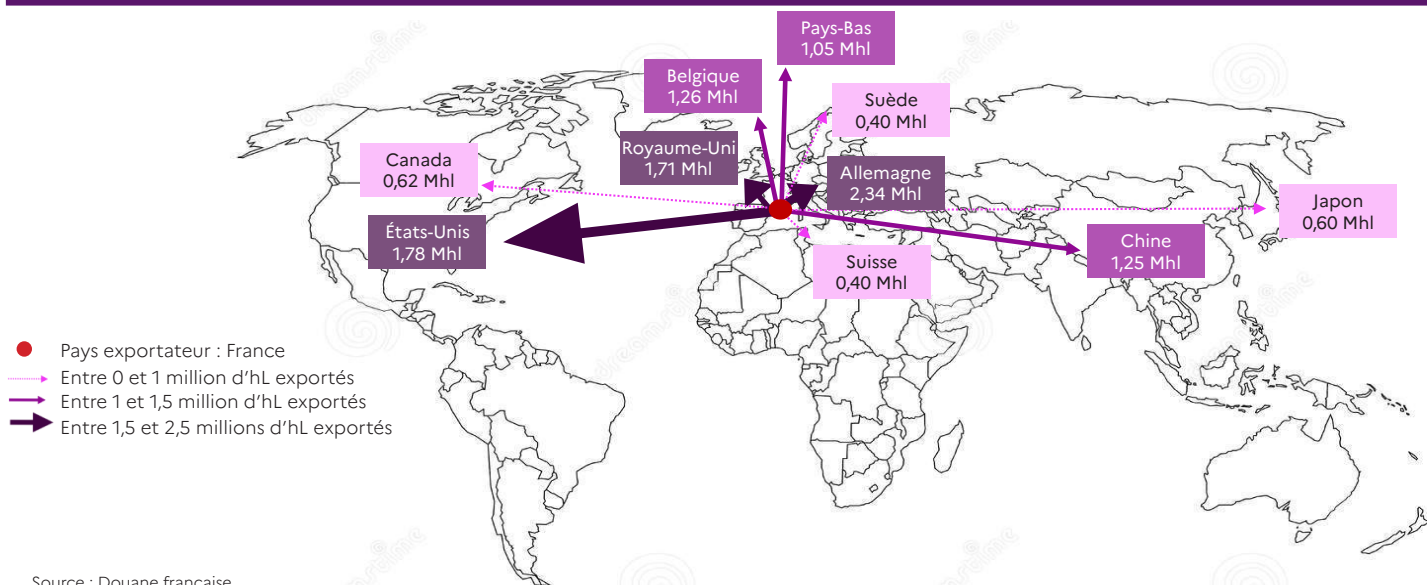 Pays-Bas
1,05 Mhl
Belgique
1,26 Mhl
Suède
0,40 Mhl
Royaume-Uni
1,71 Mhl
Canada
0,62 Mhl
Allemagne
2,34 Mhl
Japon
0,60 Mhl
États-Unis
1,78 Mhl
Chine
1,25 Mhl
Suisse
0,40 Mhl
Pays exportateur : France
Entre 0 et 1 million d’hL exportés
Entre 1 et 1,5 million d’hL exportés
Entre 1,5 et 2,5 millions d’hL exportés
Source : Douane française